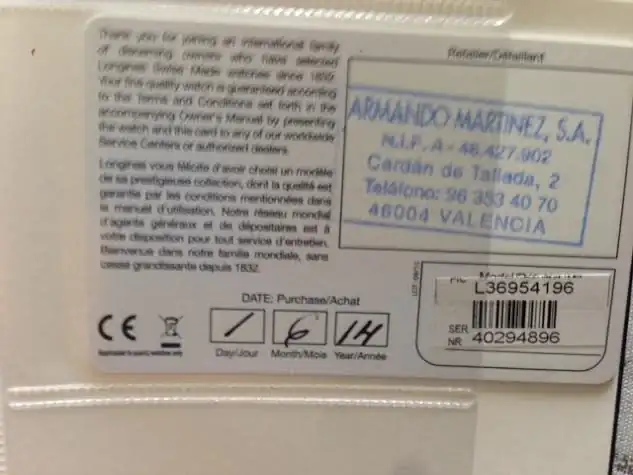 Thank you for joining an international family
of discerning owners who have selected
Longines Swiss Made watches since 1832.
Your fine quality watch is guaranteed according
to the Terms and Conditions set forth in the
accompanying Owner's Manual by presenting
the watch and this card to any of our worldwide
Service Centers or authorized dealers.
Longines vous félicite d'avoir choisi un modèle
de sa prestigieuse collection, dont la qualité est
garantie par les conditions mentionnées dans
le manuel d'utilisation. Notre réseau mondial
d'agents généraux et de dépositaires est à
votre disposition pour tout service d'entretien.
Bienvenue dans notre famille mondiale, sans
cesse grandissante depuis 1832.
Retailer/Détaillant
ARMANDO MARTINEZ, S.A.
N.I.F. A - 46.427.902
Cardán de Tallada, 2
Teléfono: 96 353 40 70
46004 VALENCIA
DATE: Purchase/Achat
1 6 14
Day/Jour Month/Mois Year/Année
CE
PIC
L36954196
SER
NR 40294896